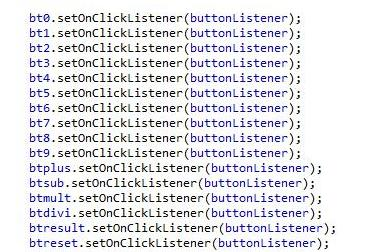 bt0.setOnClickListener(buttonListener);
bt1.setOnClickListener(buttonListener);
bt2.setOnClickListener(buttonListener);
bt3.setOnClickListener(buttonListener);
bt4.setOnClickListener(buttonListener);
bt5.setOnClickListener(buttonListener);
bt6.setOnClickListener(buttonListener);
bt7.setOnClickListener(buttonListener);
bt8.setOnClickListener(buttonListener);
bt9.setOnClickListener(buttonListener);
btplus.setOnClickListener(buttonListener);
btsub.setOnClickListener(buttonListener);
btmult.setOnClickListener(buttonListener);
btdivi.setOnClickListener(buttonListener);
btresult.setOnClickListener(buttonListener);
btreset.setOnClickListener(buttonListener);